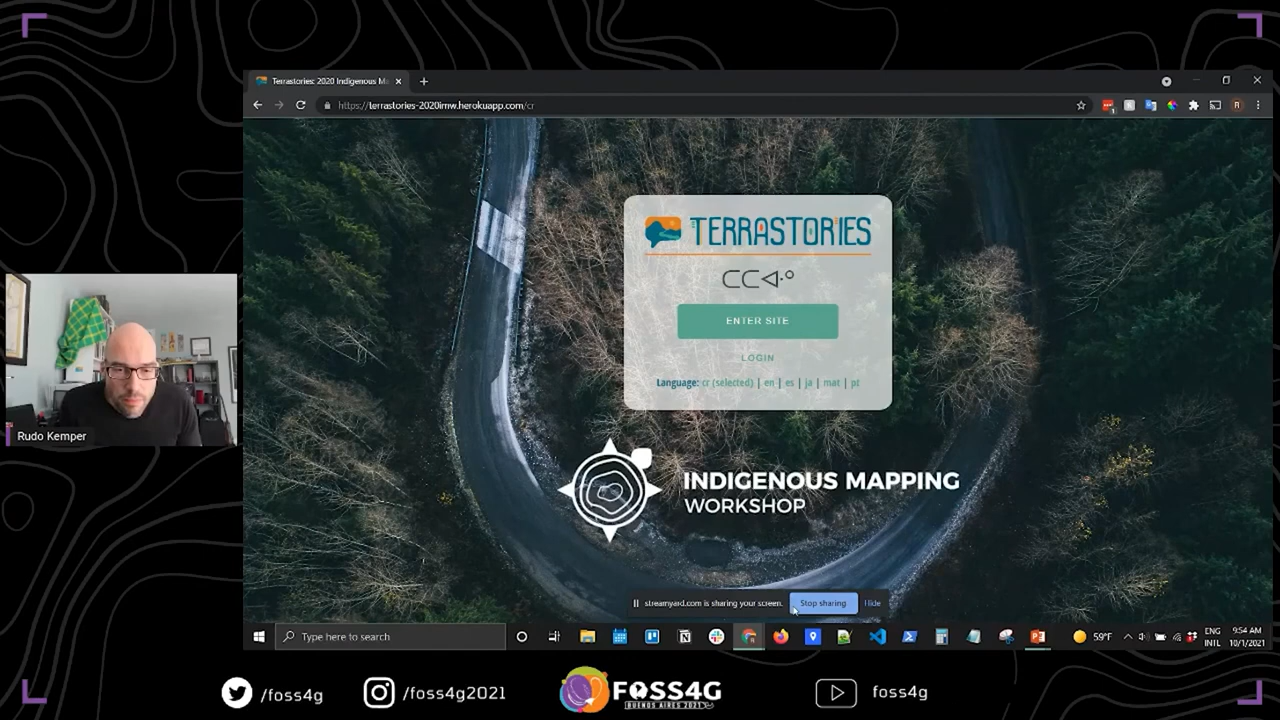 Terrastories: 2020 Indigenous Ma
https://terrastories-2020imw.herokuapp.com/cr
R
TERRASTORIES
ᑕᑕᐘᐤ
ENTER SITE
LOGIN
Language: cr (selected) | en | es | ja | mat | pt
INDIGENOUS MAPPING
WORKSHOP
Rudo Kemper
streamyard.com is sharing your screen.
Stop sharing
Hide
Type here to search
59°F
ENG
INTL
9:54 AM
10/1/2021
/foss4g
/foss4g2021
FOSS4G
BUENOS AIRES 2021
foss4g